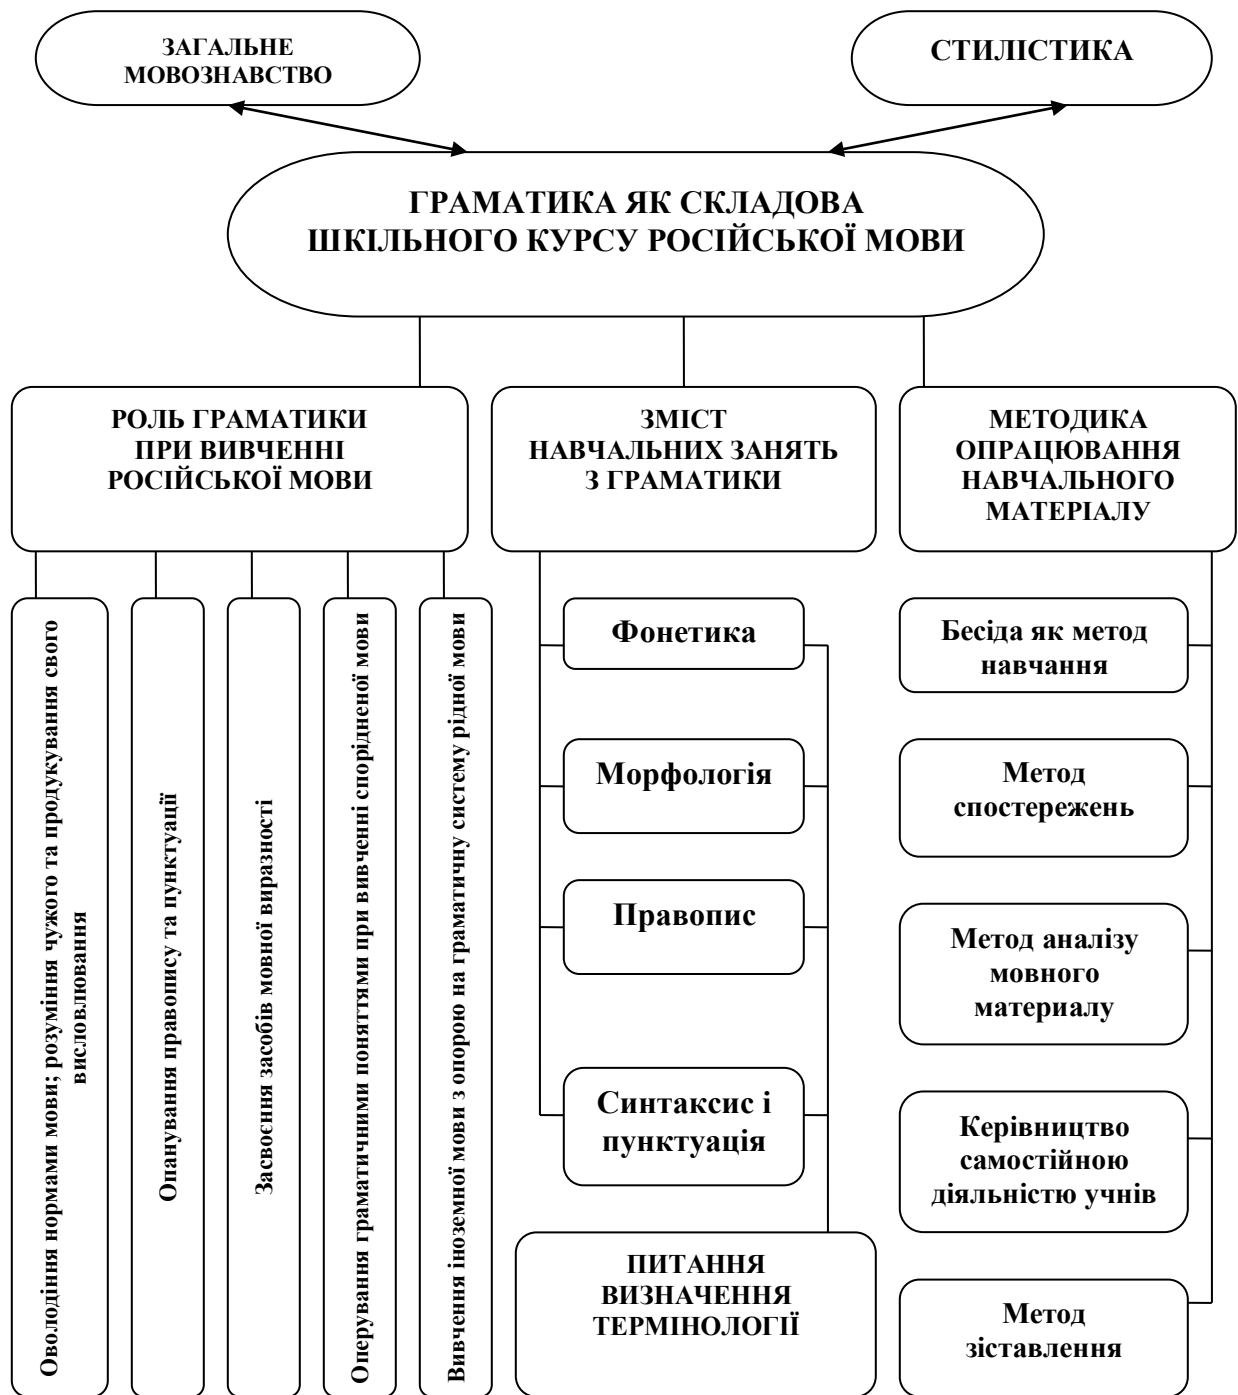 ЗАГАЛЬНЕ
МОВОЗНАВСТВО
СТИЛІСТИКА
ГРАМАТИКА ЯК СКЛАДОВА
ШКІЛЬНОГО КУРСУ РОСІЙСЬКОЇ МОВИ
РОЛЬ ГРАМАТИКИ
ПРИ ВИВЧЕННІ
РОСІЙСЬКОЇ МОВИ
ЗМІСТ
НАВЧАЛЬНИХ ЗАНЯТЬ
З ГРАМАТИКИ
МЕТОДИКА
ОПРАЦЮВАННЯ
НАВЧАЛЬНОГО
МАТЕРІАЛУ
Оволодіння нормами мови; розуміння чужого та продукування свого
висловлювання
Опанування правопису та пунктуації
Засвоєння засобів мовної виразності
Оперування граматичними поняттями при вивченні спорідненої мови
Вивчення іноземної мови з опорою на граматичну систему рідної мови
Фонетика
Морфологія
Правопис
Синтаксис і
пунктуація
ПИТАННЯ
ВИЗНАЧЕННЯ
ТЕРМІНОЛОГІЇ
Бесіда як метод
навчання
Метод
спостережень
Метод аналізу
мовного
материалу
Керівництво
самостійною
діяльністю учнів
Метод
зіставлення